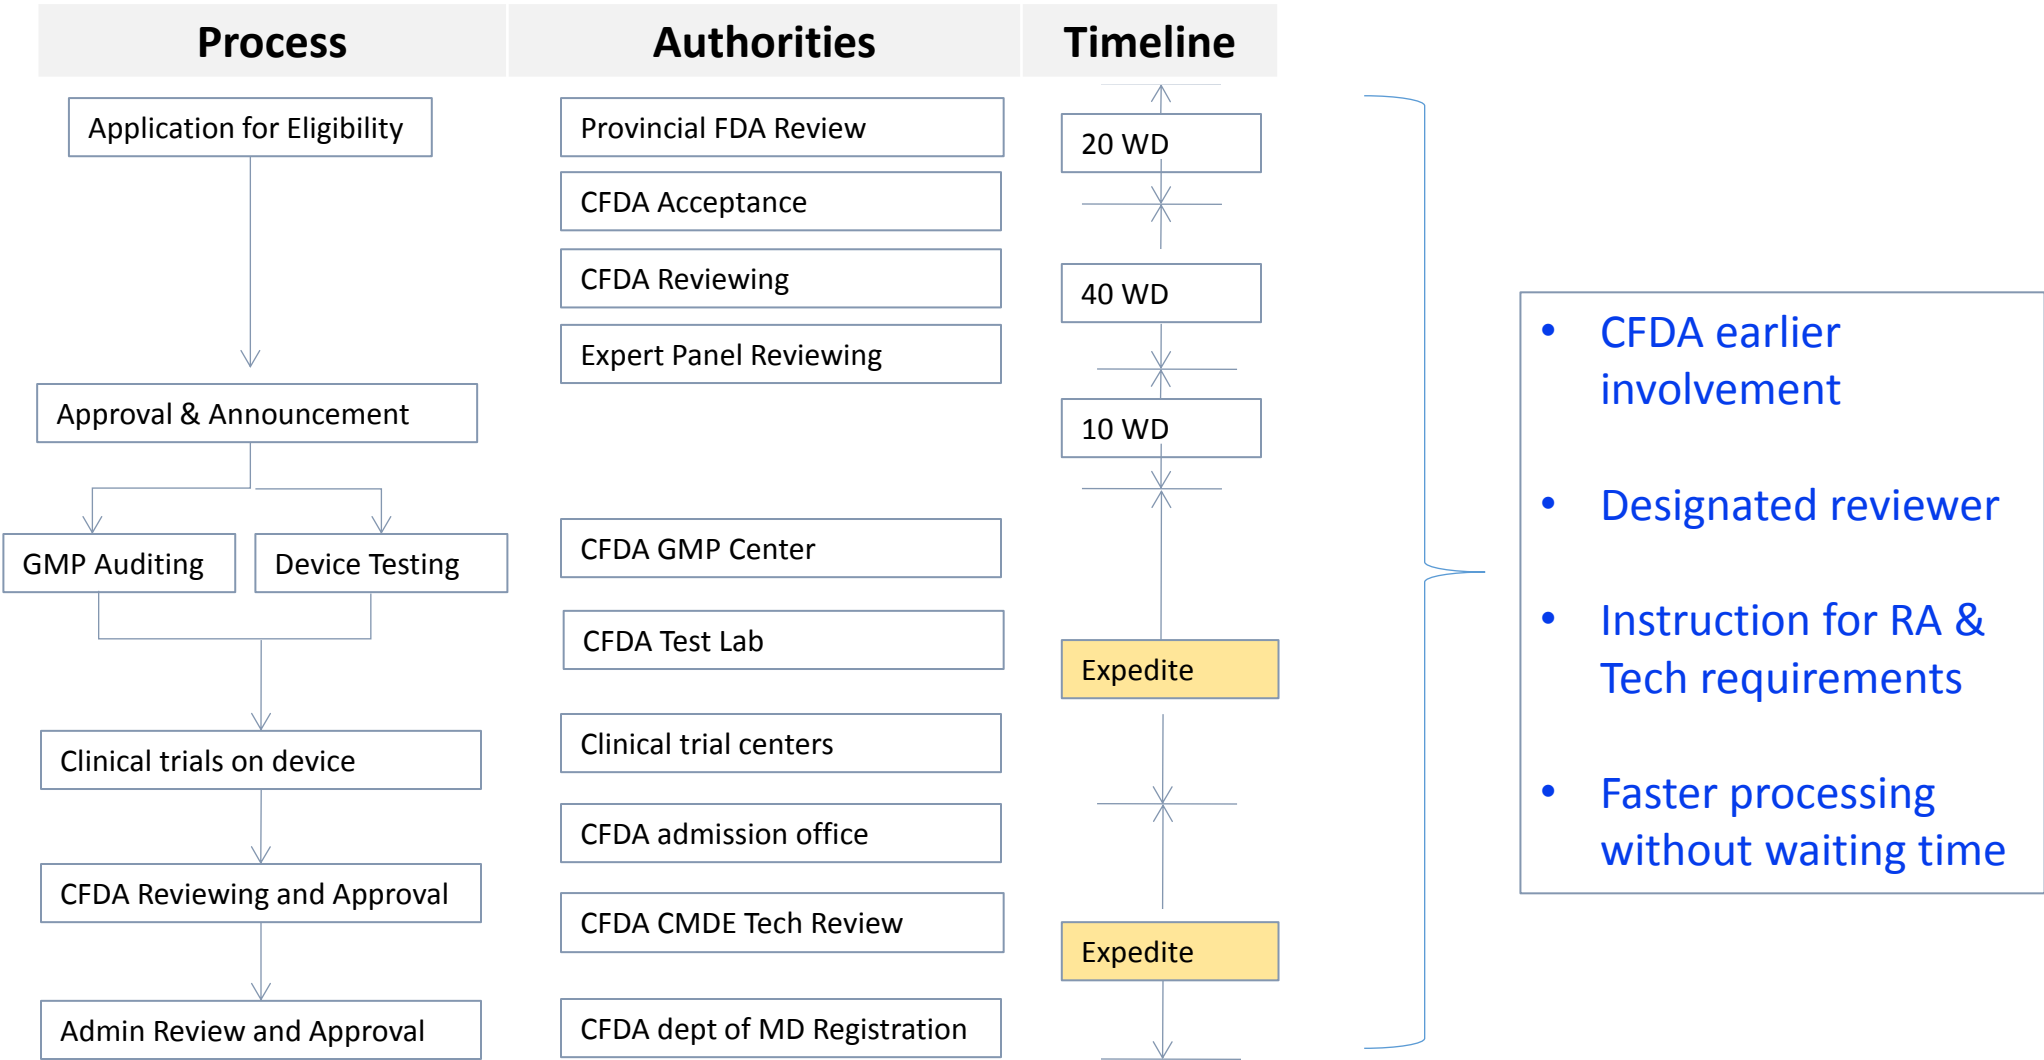 Process
Authorities
Timeline
Application for Eligibility
Provincial FDA Review
20 WD
CFDA Acceptance
CFDA Reviewing
40 WD
Expert Panel Reviewing
Approval & Announcement
10 WD
GMP Auditing
Device Testing
CFDA GMP Center
CFDA Test Lab
Expedite
Clinical trials on device
Clinical trial centers
CFDA admission office
CFDA Reviewing and Approval
CFDA CMDE Tech Review
Expedite
Admin Review and Approval
CFDA dept of MD Registration
• CFDA earlier
involvement
• Designated reviewer
• Instruction for RA &
Tech requirements
• Faster processing
without waiting time